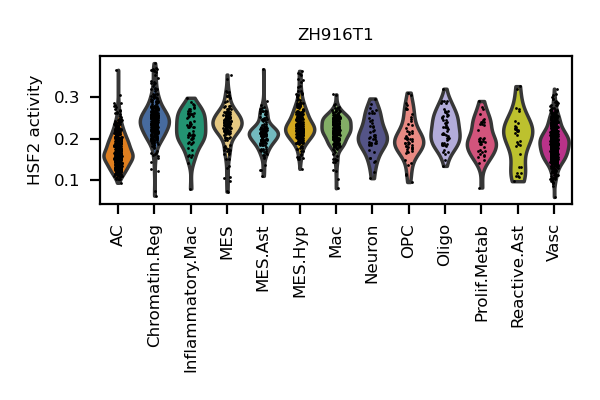 ZH916T1
HSF2 activity
0.3
0.2
0.1
AC
Chromatin.Reg
Inflammatory.Mac
MES
MES.Ast
MES.Hyp
Mac
Neuron
OPC
Oligo
Prolif.Metab
Reactive.Ast
Vasc